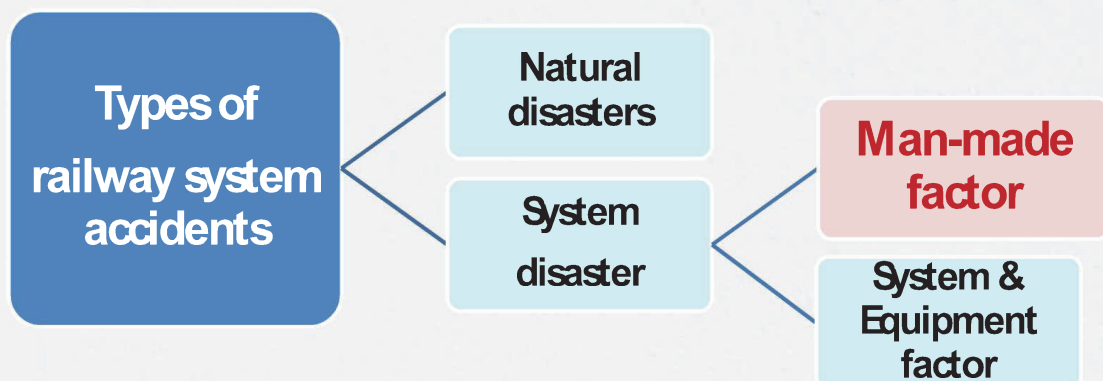 Types of
railway system
accidents
Natural
disasters
System
disaster
Man-made
factor
System &
Equipment
factor